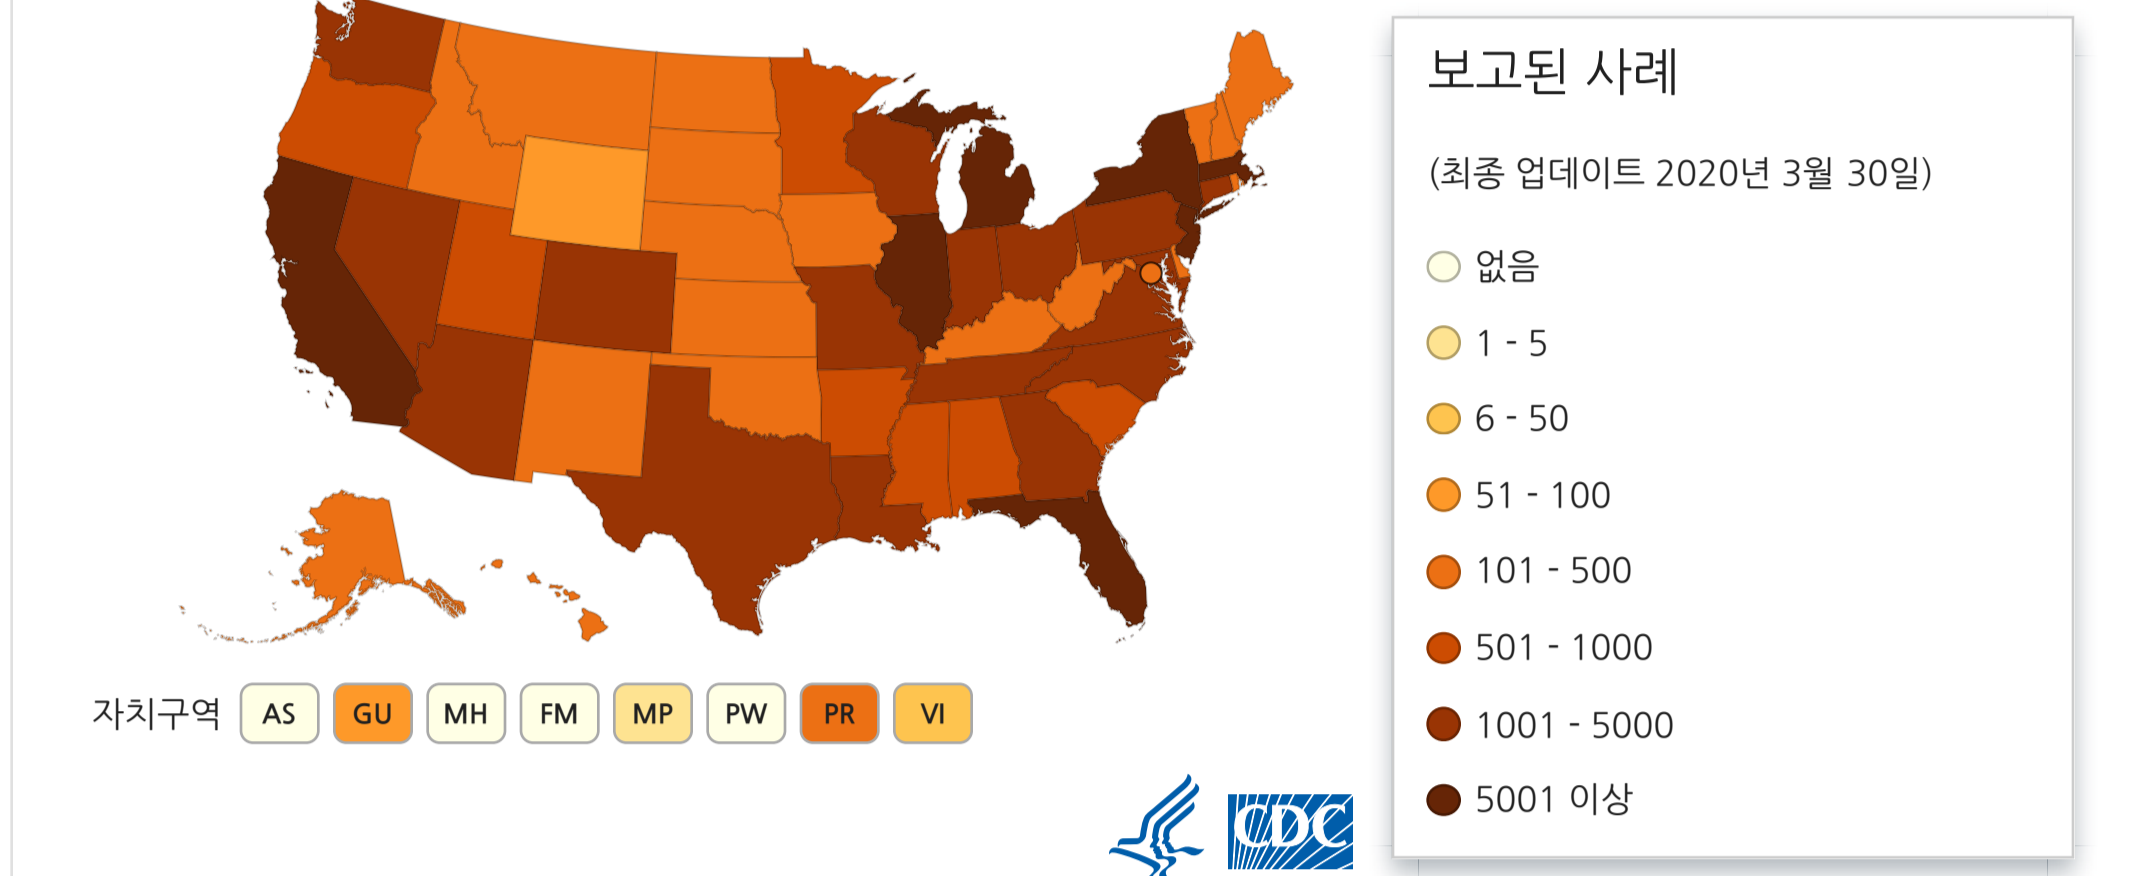 보고된 사례
(최종 업데이트 2020년 3월 30일)
없음
1 - 5
6 - 50
51 - 100
101 - 500
501 - 1000
1001 - 5000
5001 이상
자치구역 AS GU MH FM MP PW PR VI
CDC